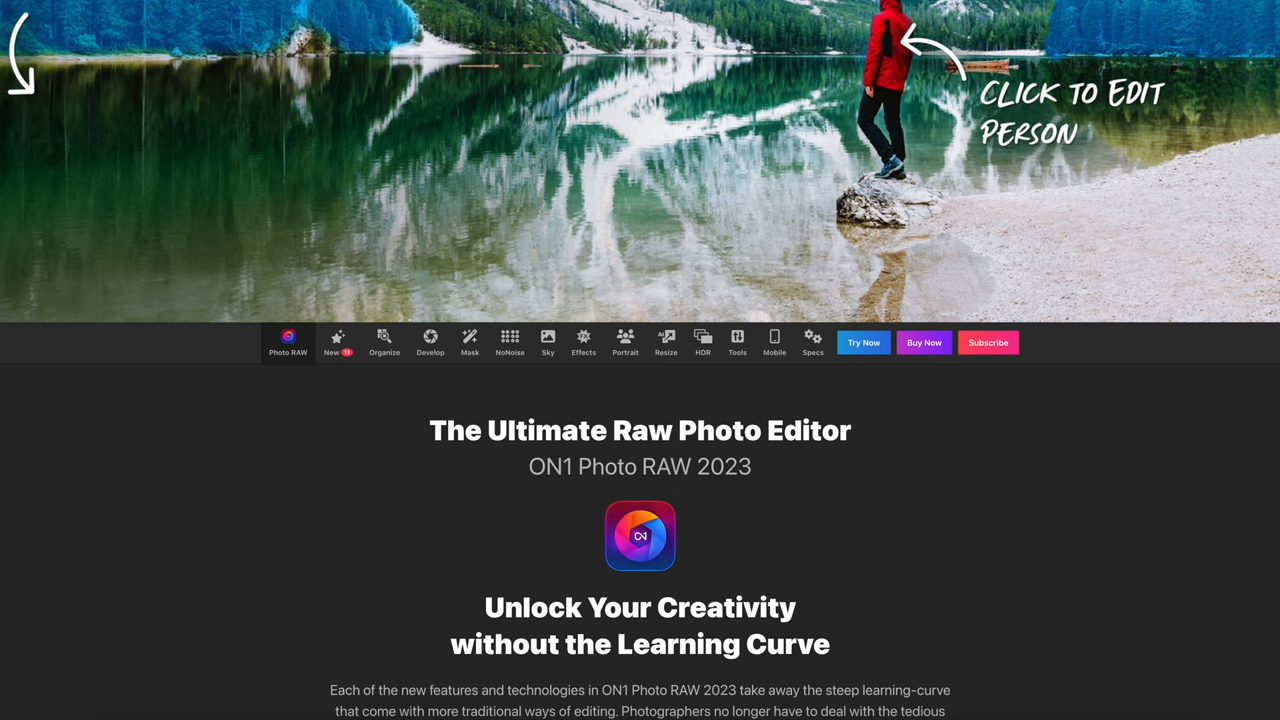 CLICK TO EDIT
PERSON
Photo RAW
New 13
Organize
Develop
Mask
NoNoise
Sky
Effects
Portrait
AI
Resize
HDR
Tools
Mobile
Specs
Try Now
Buy Now
Subscribe
The Ultimate Raw Photo Editor
ON1 Photo RAW 2023
Unlock Your Creativity
without the Learning Curve
Each of the new features and technologies in ON1 Photo RAW 2023 take away the steep learning-curve
that come with more traditional ways of editing. Photographers no longer have to deal with the tedious